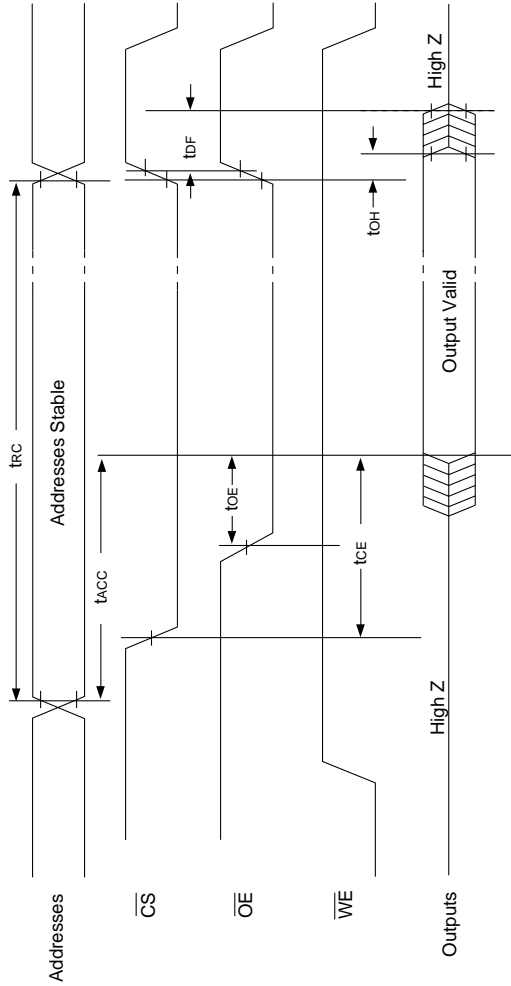 tRC
Addresses
Addresses Stable
tACC
CS
tDF
OE
tOE
WE
tOH
tCE
Outputs
High Z
Output Valid
High Z